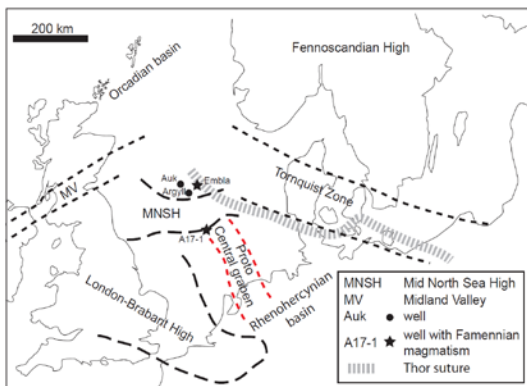 200 km
Orcadian basin
Fennoscandian High
MV
Auk
Embla
Argyll
Tornquist Zone
MNSH
A17-1
Proto
Central graben
London-Brabant High
Rhenohercynian
basin
MNSH Mid North Sea High
MV Midland Valley
Auk well
A17-1 well with Famennian
magmatism
Thor suture